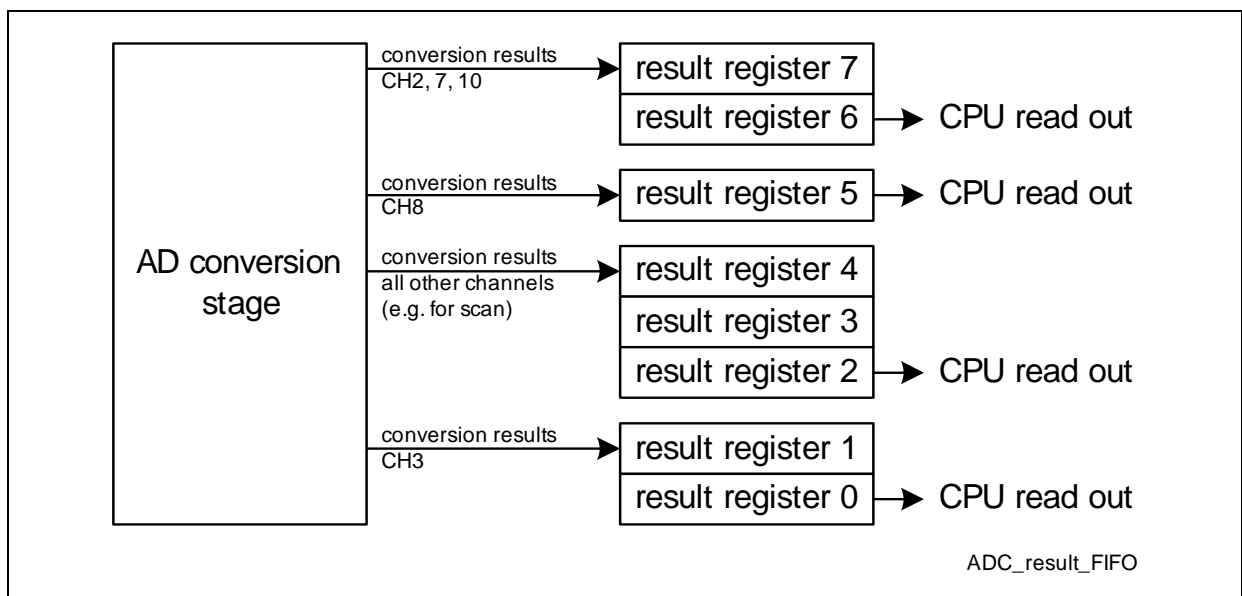 conversion results
CH2, 7, 10
result register 7
result register 6
CPU read out
conversion results
CH8
result register 5
CPU read out
AD conversion
stage
conversion results
all other channels
(e.g. for scan)
result register 4
result register 3
result register 2
CPU read out
conversion results
CH3
result register 1
result register 0
CPU read out
ADC_result_FIFO